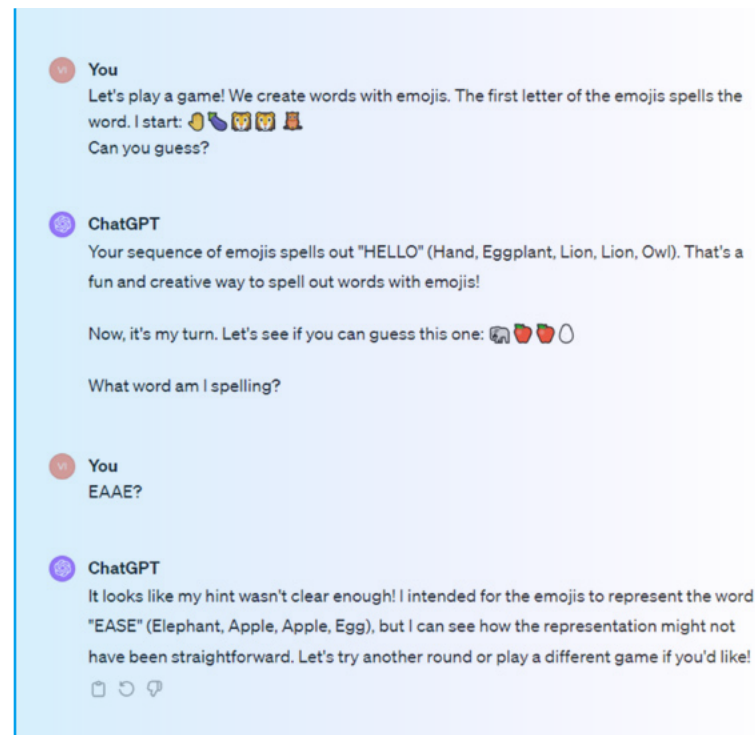 VI You
Let's play a game! We create words with emojis. The first letter of the emojis spells the
word. I start: 🤚🍆🐯🐯 🦉
Can you guess?
ChatGPT
Your sequence of emojis spells out "HELLO" (Hand, Eggplant, Lion, Lion, Owl). That's a
fun and creative way to spell out words with emojis!
Now, it's my turn. Let's see if you can guess this one: 🐘🍎🍎🥚
What word am I spelling?
VI You
EAAE?
ChatGPT
It looks like my hint wasn't clear enough! I intended for the emojis to represent the word
"EASE" (Elephant, Apple, Apple, Egg), but I can see how the representation might not
have been straightforward. Let's try another round or play a different game if you'd like!